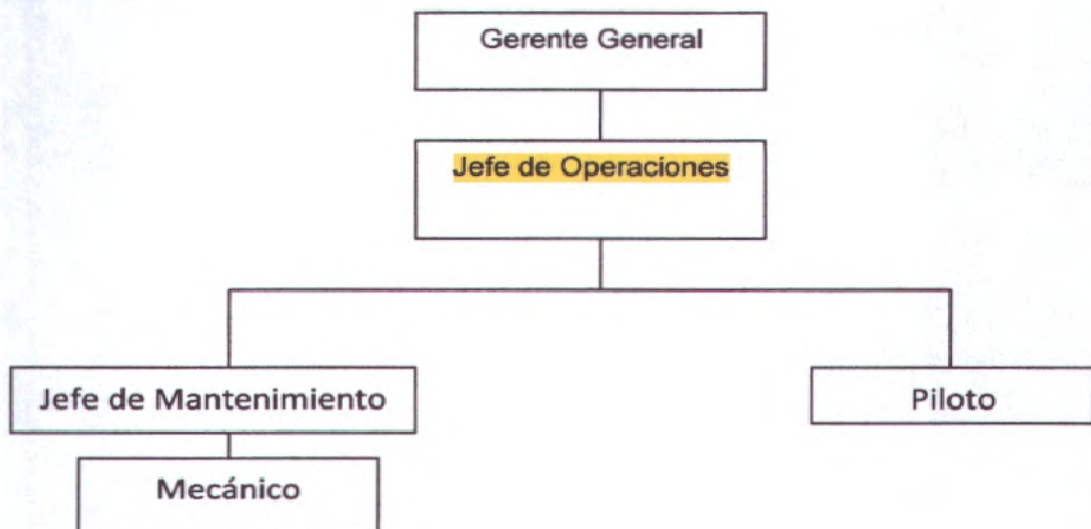 Gerente General
Jefe de Operaciones
Jefe de Mantenimiento
Piloto
Mecánico